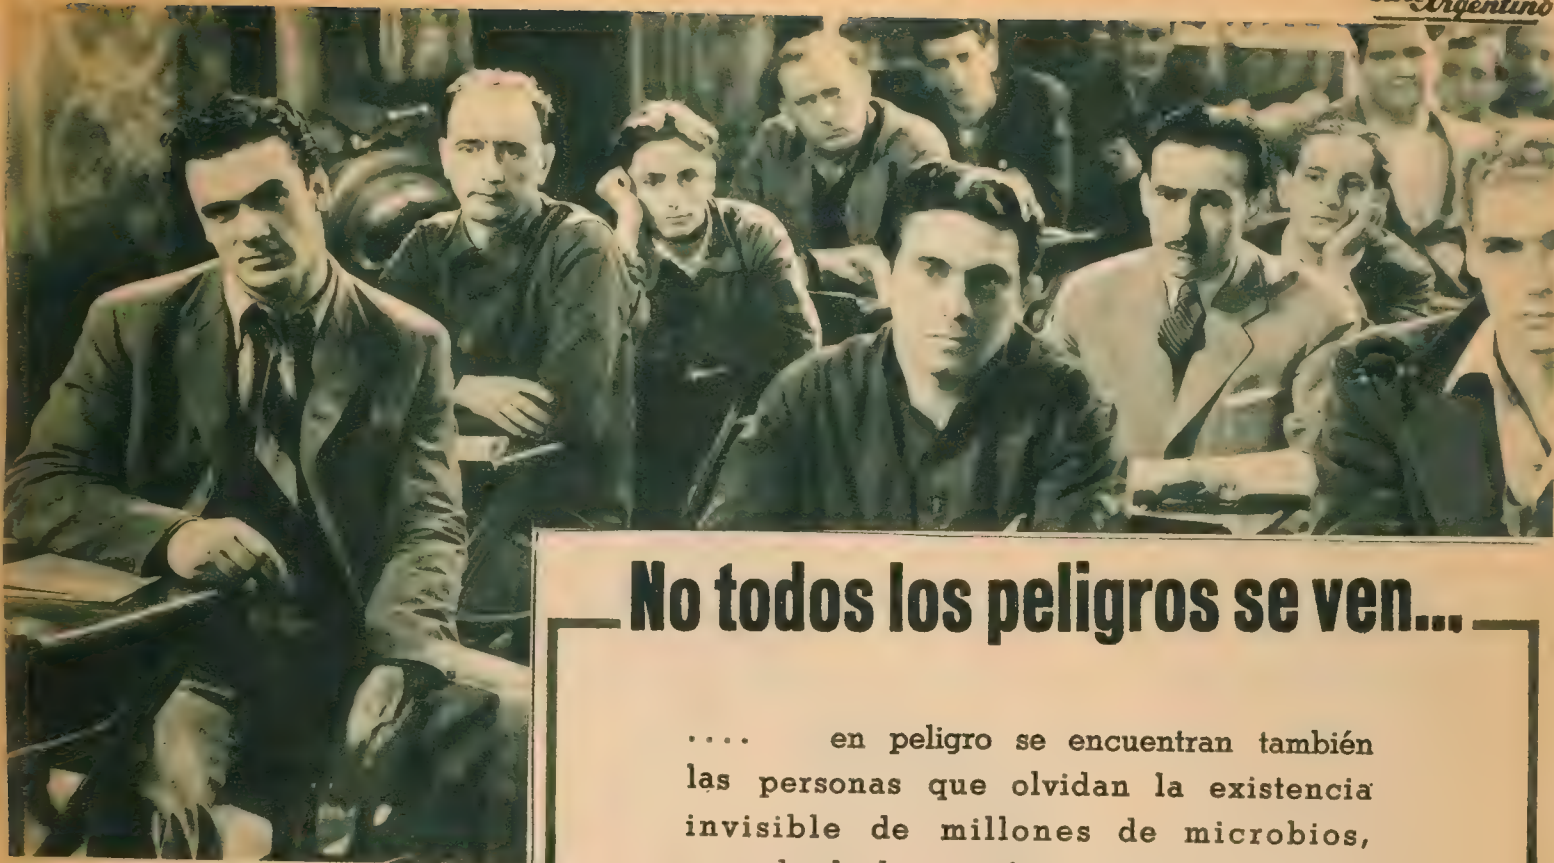 Argentino
No todos los peligros se ven...
.... en peligro se encuentran también
las personas que olvidan la existencia
invisible de millones de microbios,